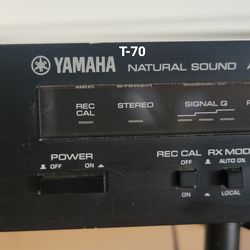 T-70
YAMAHA NATURAL SOUND A
REC CAL STEREO SIGNAL Q
POWER
OFF ON
REC CAL RX MOD
OFF AUTO DX.
ON LOCAL